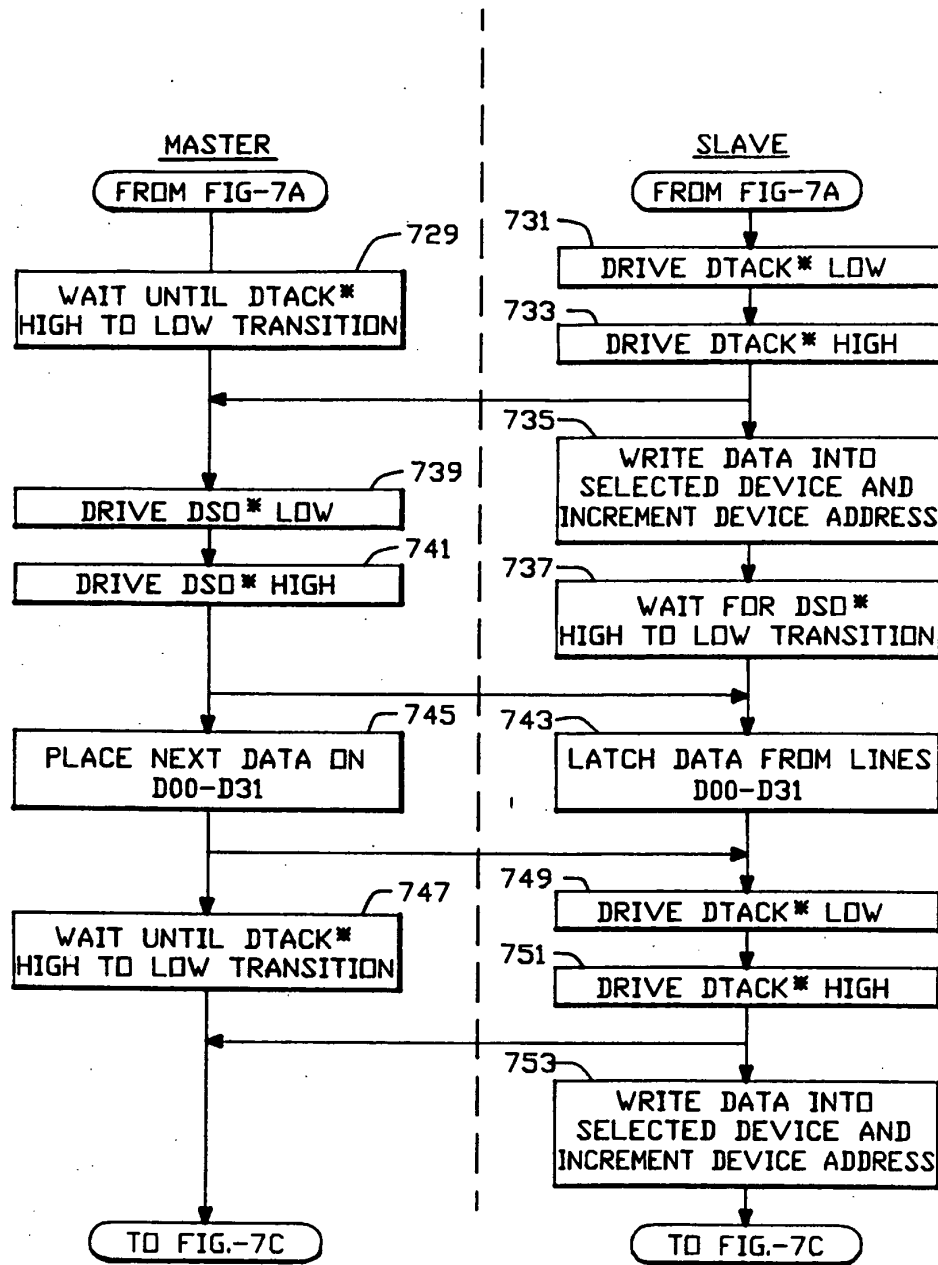 MASTER
FROM FIG-7A
729
WAIT UNTIL DTACK*
HIGH TO LOW TRANSITION
739
DRIVE DSO* LOW
741
DRIVE DSO* HIGH
745
PLACE NEXT DATA ON
D00-D31
747
WAIT UNTIL DTACK*
HIGH TO LOW TRANSITION
TO FIG.-7C
SLAVE
FROM FIG-7A
731
DRIVE DTACK* LOW
733
DRIVE DTACK* HIGH
735
WRITE DATA INTO
SELECTED DEVICE AND
INCREMENT DEVICE ADDRESS
737
WAIT FOR DSO*
HIGH TO LOW TRANSITION
743
LATCH DATA FROM LINES
D00-D31
749
DRIVE DTACK* LOW
751
DRIVE DTACK* HIGH
753
WRITE DATA INTO
SELECTED DEVICE AND
INCREMENT DEVICE ADDRESS
TO FIG.-7C